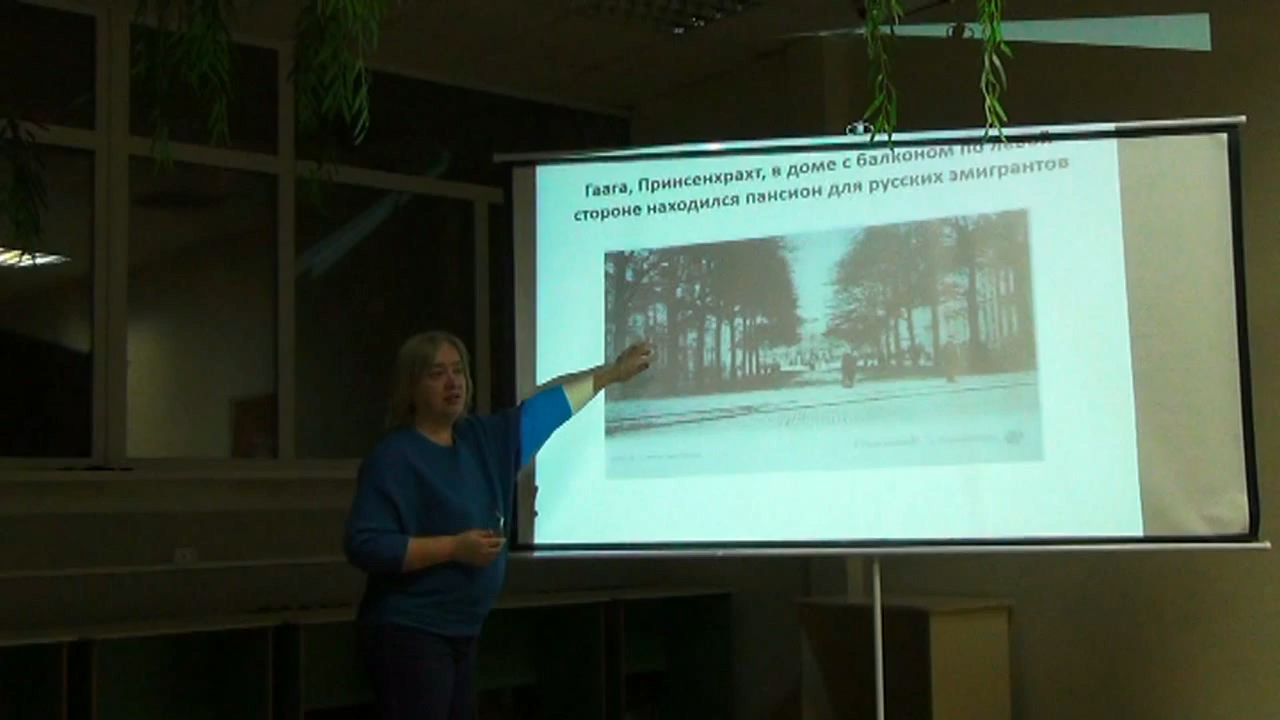 Гаага, Принсенхрахт, в доме с балконом по левой
стороне находился пансион для русских эмигрантов